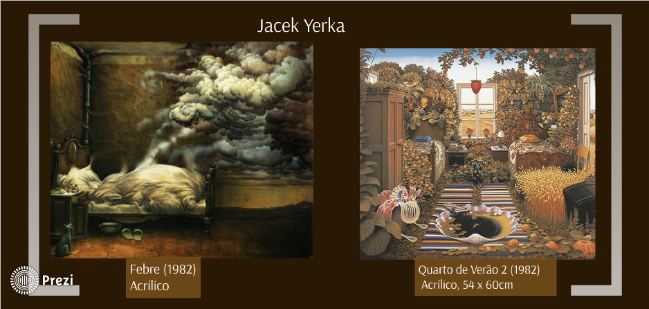 Jacek Yerka
Febre (1982)
Acrílico
Quarto de Verão 2 (1982)
Acrílico, 54 x 60cm
Prezi